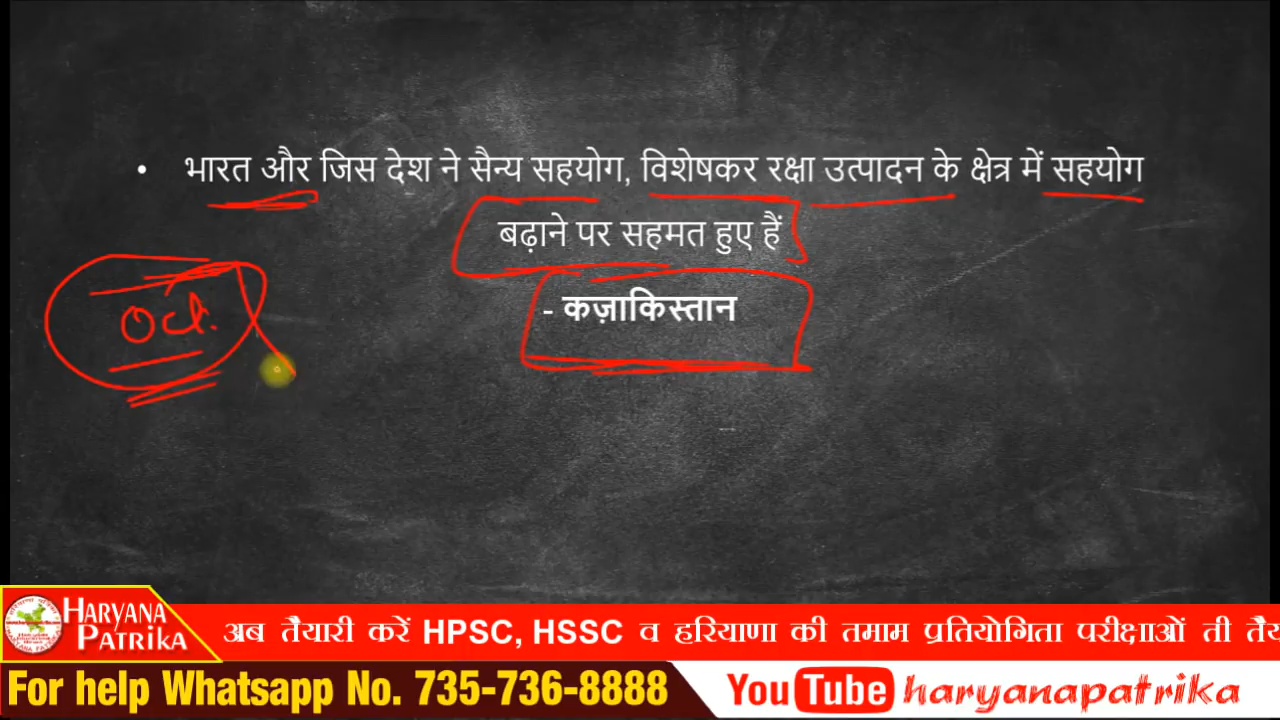 • भारत और जिस देश ने सैन्य सहयोग, विशेषकर रक्षा उत्पादन के क्षेत्र में सहयोग
बढ़ाने पर सहमत हुए हैं
- कज़ाकिस्तान
Oct.
HARYANA
PATRIKA
अब तैयारी करें HPSC, HSSC व हरियाणा की तमाम प्रतियोगिता परीक्षाओं ती
For help Whatsapp No. 735-736-8888
YouTube haryanapatrika